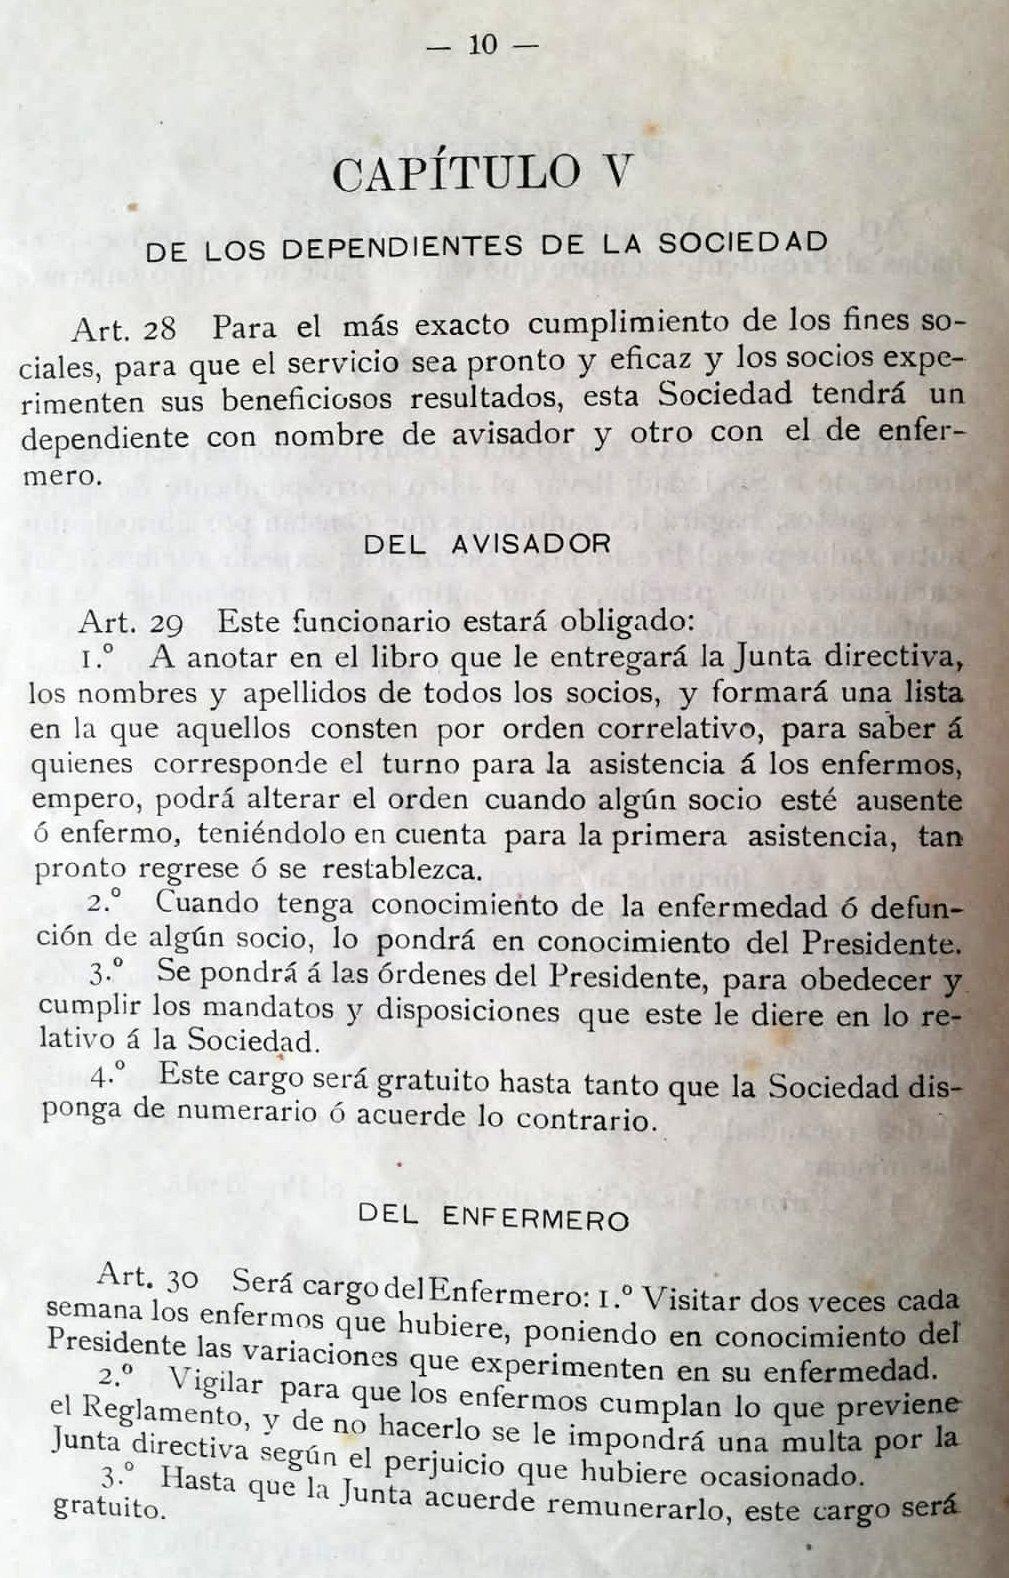 — 10 —
CAPÍTULO V
DE LOS DEPENDIENTES DE LA SOCIEDAD
Art. 28 Para el más exacto cumplimiento de los fines so-
ciales, para que el servicio sea pronto y eficaz y los socios expe-
rimenten sus beneficiosos resultados, esta Sociedad tendrá un
dependiente con nombre de avisador y otro con el de enfer-
mero.
DEL AVISADOR
Art. 29 Este funcionario estará obligado:
1.º A anotar en el libro que le entregará la Junta directiva,
los nombres y apellidos de todos los socios, y formará una lista
en la que aquellos consten por orden correlativo, para saber á
quienes corresponde el turno para la asistencia á los enfermos,
empero, podrá alterar el orden cuando algún socio esté ausente
ó enfermo, teniéndolo en cuenta para la primera asistencia, tan
pronto regrese ó se restablezca.
2.º Cuando tenga conocimiento de la enfermedad ó defun-
ción de algún socio, lo pondrá en conocimiento del Presidente.
3.º Se pondrá á las órdenes del Presidente, para obedecer y
cumplir los mandatos y disposiciones que este le diere en lo re-
lativo á la Sociedad.
4.º Este cargo será gratuito hasta tanto que la Sociedad dis-
ponga de numerario ó acuerde lo contrario.
DEL ENFERMERO
Art. 30 Será cargo del Enfermero: 1.º Visitar dos veces cada
semana los enfermos que hubiere, poniendo en conocimiento del
Presidente las variaciones que experimenten en su enfermedad.
2.º Vigilar para que los enfermos cumplan lo que previene
el Reglamento, y de no hacerlo se le impondrá una multa por la
Junta directiva según el perjuicio que hubiere ocasionado.
3.º Hasta que la Junta acuerde remunerarlo, este cargo será
gratuito.